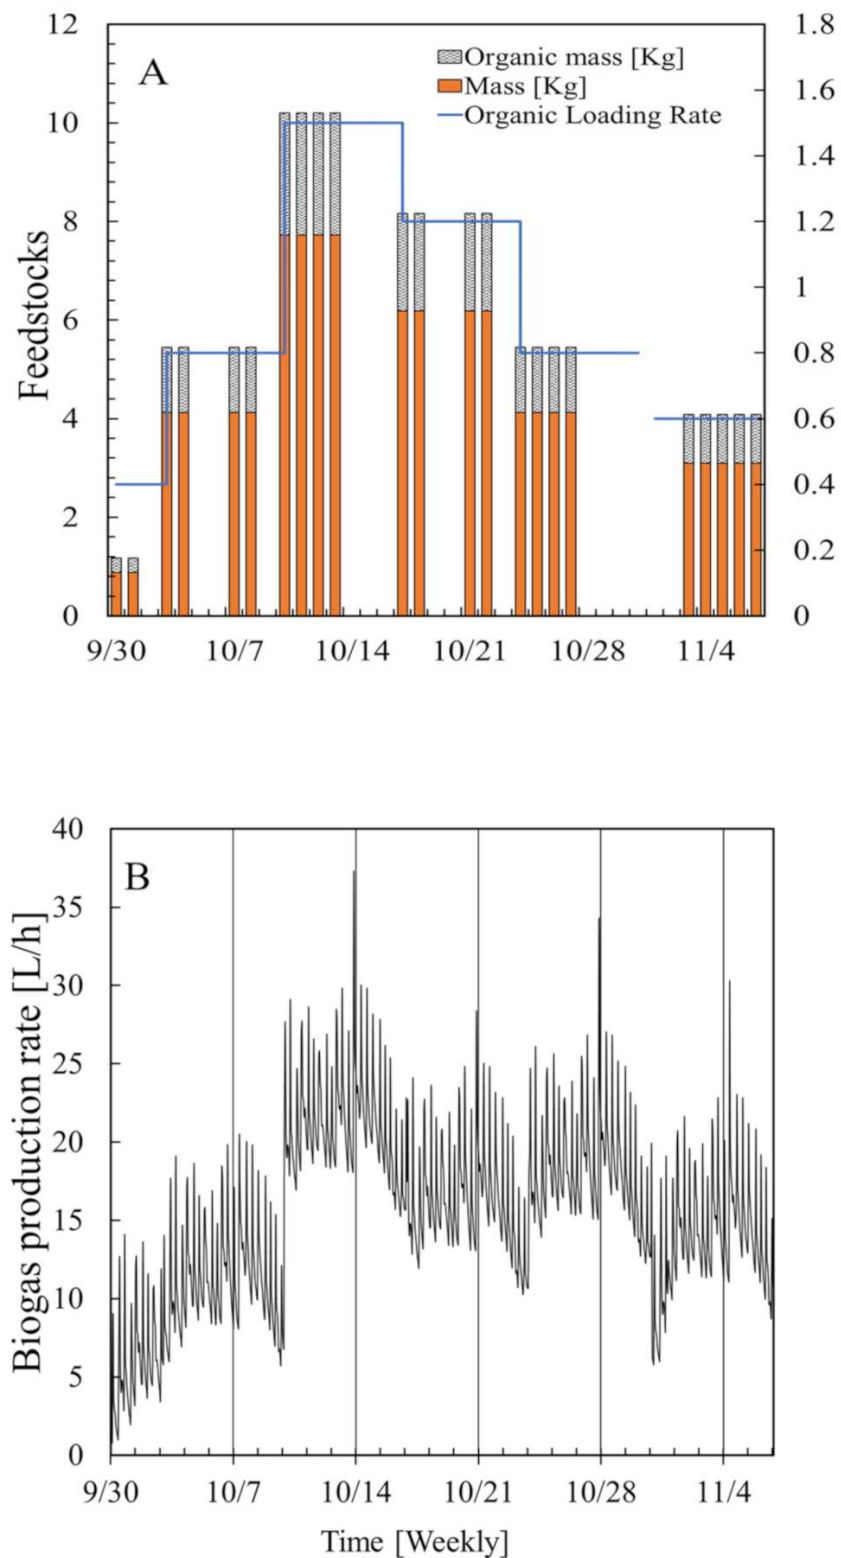 12
10
8
6
4
2
0
Feedstocks
A
Organic mass [Kg]
Mass [Kg]
Organic Loading Rate
1.8
1.6
1.4
1.2
1
0.8
0.6
0.4
0.2
0
9/30 10/7 10/14 10/21 10/28 11/4
40
35
30
25
20
15
10
5
0
Biogas production rate [L/h]
B
9/30 10/7 10/14 10/21 10/28 11/4
Time [Weekly]